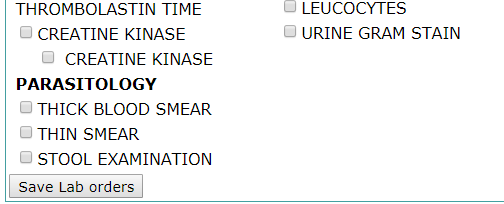 THROMBOLASTIN TIME
CREATINE KINASE
CREATINE KINASE
PARASITOLOGY
THICK BLOOD SMEAR
THIN SMEAR
STOOL EXAMINATION
Save Lab orders
LEUCOCYTES
URINE GRAM STAIN